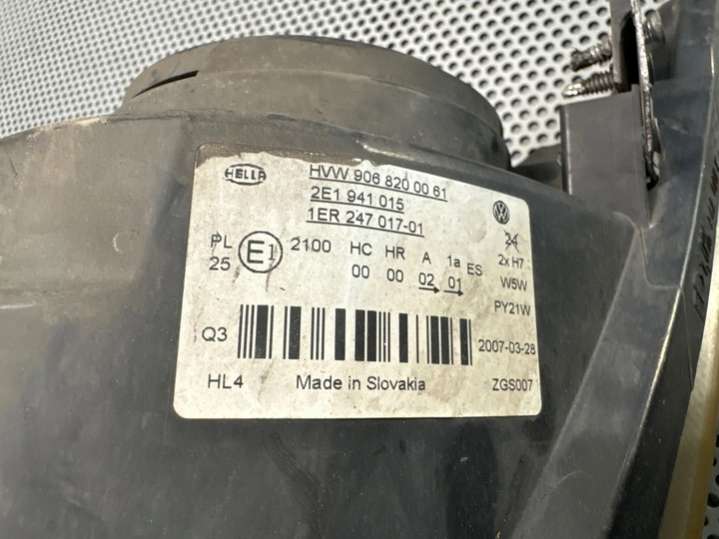 HELLA
HVW 906 820 00 61
2E1 941 015
1ER 247 017-01
PL
25
E1
2100 HC HR A 1a ES
00 00 02 01
24
2x H7
W5W
PY21W
Q3
2007-03-28
HL4
Made in Slovakia
ZGS007